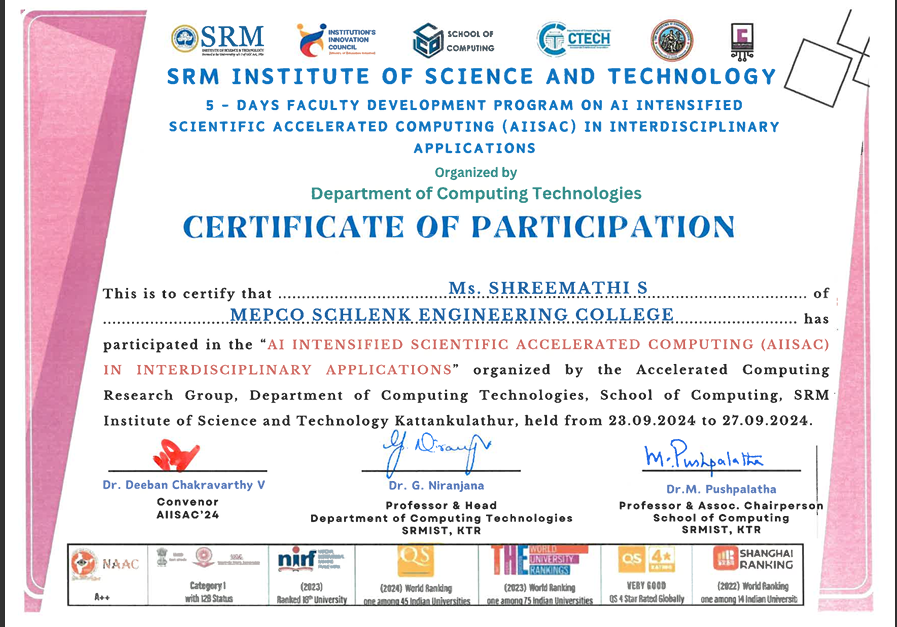 SRM
INSTITUTION'S
INNOVATION
COUNCIL
SCHOOL OF
COMPUTING
CTECH
SRM INSTITUTE OF SCIENCE AND TECHNOLOGY
5 - DAYS FACULTY DEVELOPMENT PROGRAM ON AI INTENSIFIED
SCIENTIFIC ACCELERATED COMPUTING (AIISAC) IN INTERDISCIPLINARY
APPLICATIONS
Organized by
Department of Computing Technologies
CERTIFICATE OF PARTICIPATION
This is to certify that Ms. SHREEMATHI S of
MEPCO SCHLENK ENGINEERING COLLEGE has
participated in the “AI INTENSIFIED SCIENTIFIC ACCELERATED COMPUTING (AIISAC)
IN INTERDISCIPLINARY APPLICATIONS” organized by the Accelerated Computing
Research Group, Department of Computing Technologies, School of Computing, SRM
Institute of Science and Technology Kattankulathur, held from 23.09.2024 to 27.09.2024.
G Niranj
M. Pushpalatha
Dr. Deeban Chakravarthy V
Convenor
AIISAC'24
Dr. G. Niranjana
Professor & Head
Department of Computing Technologies
SRMIST, KTR
Dr.M. Pushpalatha
Professor & Assoc. Chairperson
School of Computing
SRMIST, KTR
NAAC
A++
Category I
with 12B Status
nirf
(2023)
Ranked 18th University
QS
(2024) World Ranking
one among 45 Indian Universities
THE WORLD
UNIVERSITY
RANKINGS
(2023) World Ranking
one among 75 Indian Universities
QS 4★
VERY GOOD
QS 4 Star Rated Globally
SHANGHAI
RANKING
(2022) World Ranking
one among 14 Indian Universit